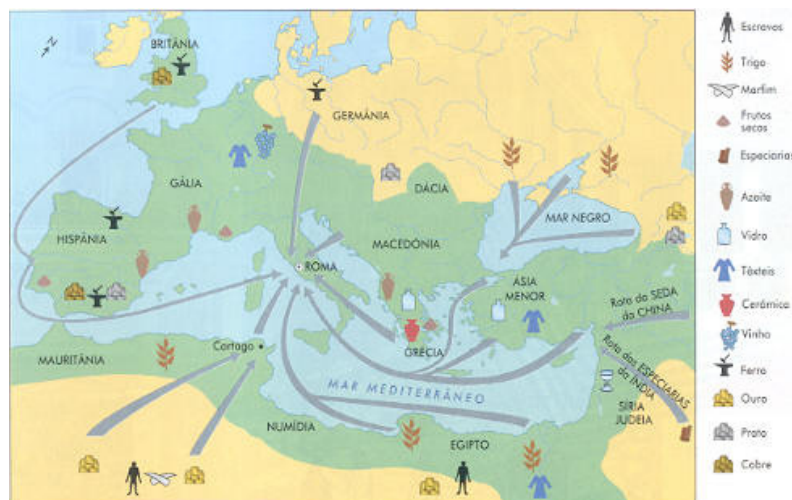 N
BRITÂNIA
GERMÂNIA
GÁLIA
DÁCIA
MAR NEGRO
HISPÂNIA
MACEDÓNIA
ROMA
ÁSIA
MENOR
Rota da SEDA
da CHINA
Cartago
GRÉCIA
Rota das ESPECIARIAS
da ÍNDIA
MAURITÂNIA
MAR MEDITERRÂNEO
SÍRIA
JUDEIA
NUMÍDIA
EGIPTO
Escravos
Trigo
Marfim
Frutos
secos
Especiarias
Azeite
Vidro
Têxteis
Cerâmica
Vinho
Ferro
Ouro
Prata
Cobre